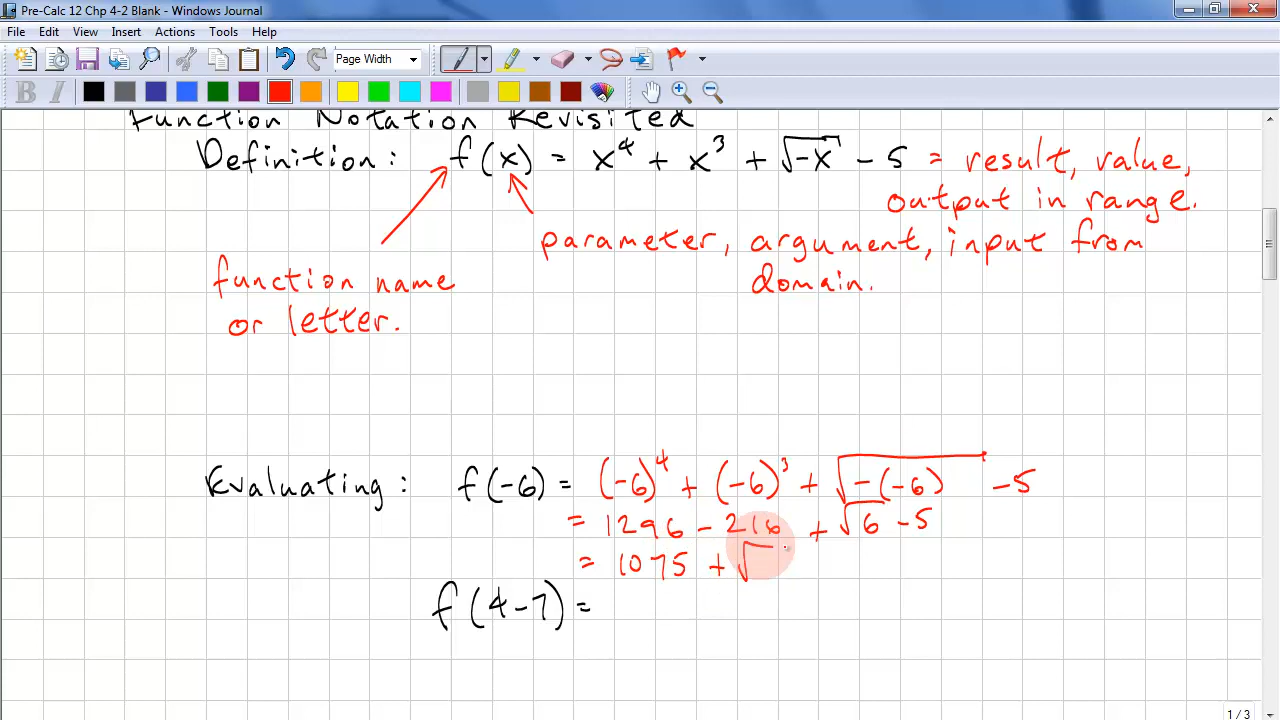 Pre-Calc 12 Chp 4-2 Blank - Windows Journal
File Edit View Insert Actions Tools Help
Page Width
Function Notation Revisited
Definition: f(x) = x⁴ + x³ + √-x - 5 = result, value,
output in range.
parameter, argument, input from
domain.
function name
or letter.
Evaluating: f(-6) = (-6)⁴ + (-6)³ + √-(-6) - 5
= 1296 - 216 + √6 - 5
= 1075 + √
f(4-7) =
1/3